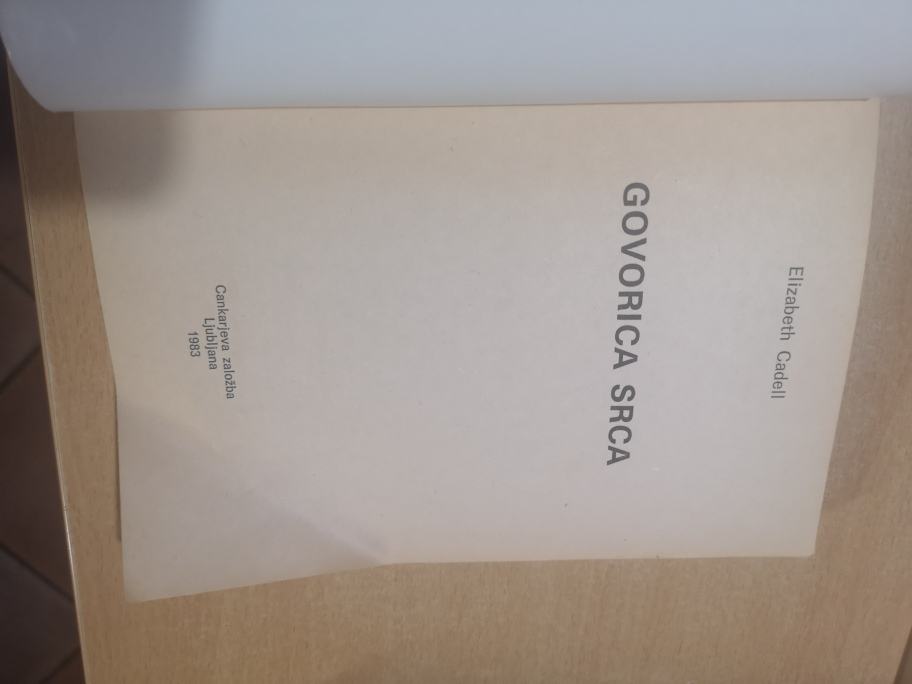 Elizabeth Cadell
GOVORICA SRCA
Cankarjeva založba
Ljubljana
1983